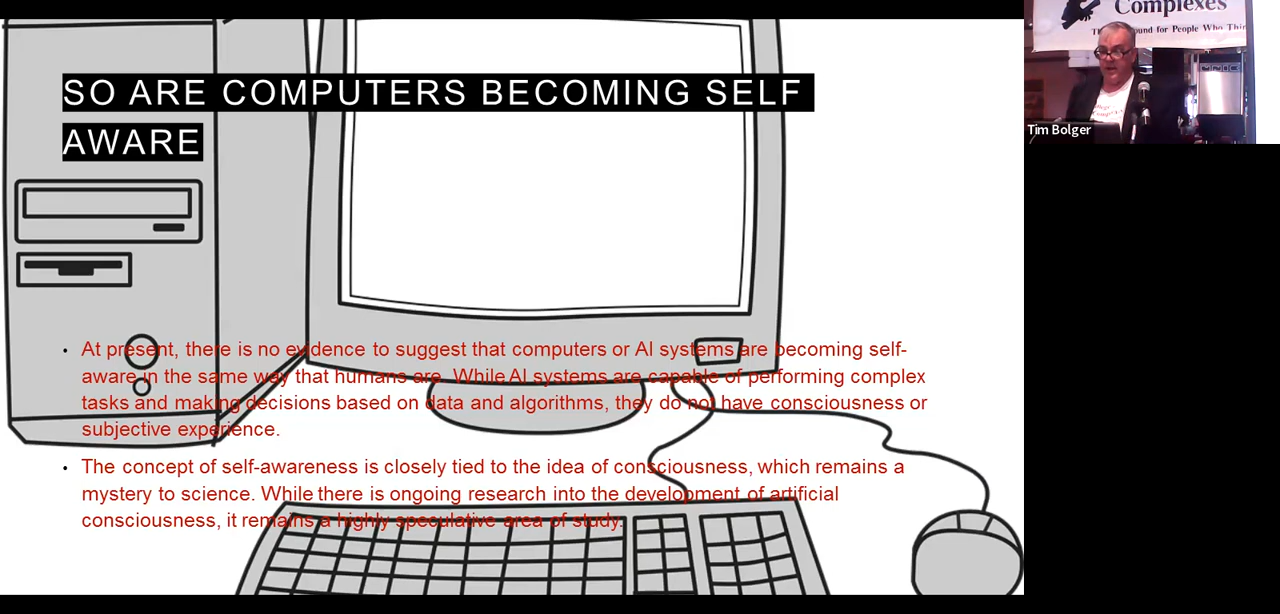 SO ARE COMPUTERS BECOMING SELF
AWARE
• At present, there is no evidence to suggest that computers or AI systems are becoming self-
aware in the same way that humans are. While AI systems are capable of performing complex
tasks and making decisions based on data and algorithms, they do not have consciousness or
subjective experience.
• The concept of self-awareness is closely tied to the idea of consciousness, which remains a
mystery to science. While there is ongoing research into the development of artificial
consciousness, it remains a highly speculative area of study.
Complexes
for People Who
Tim Bolger